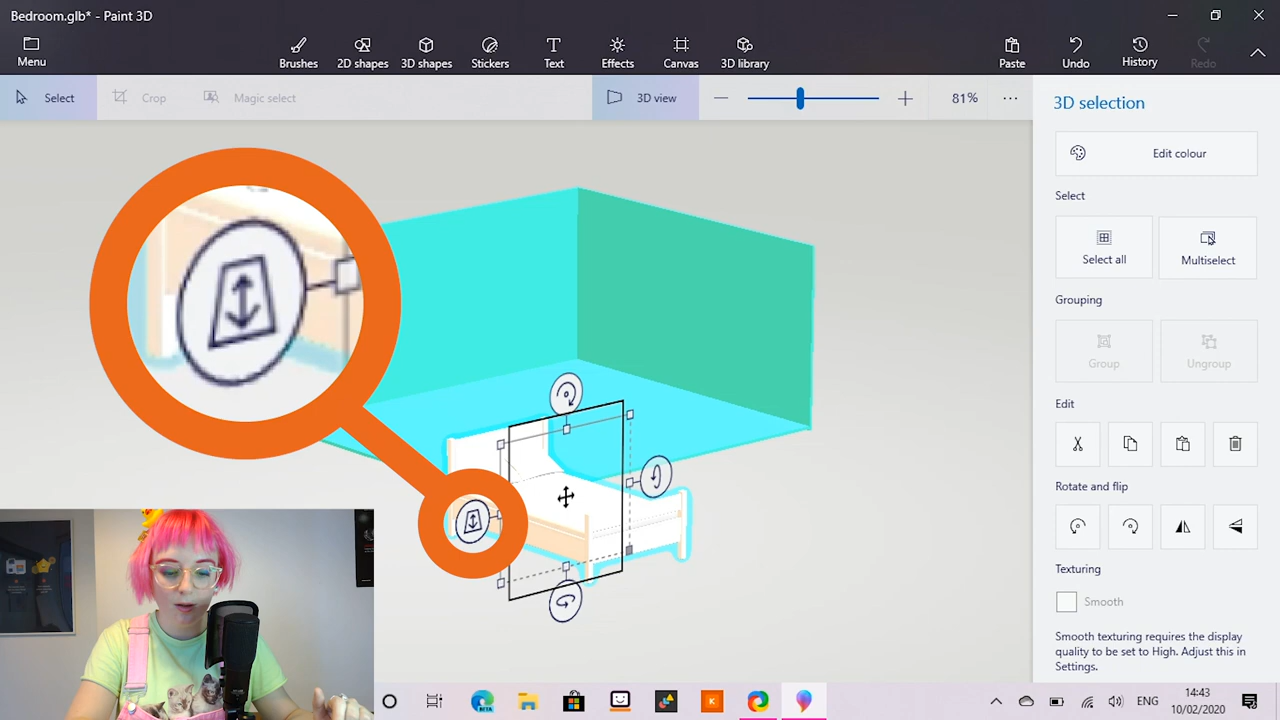 Bedroom.glb* - Paint 3D
Menu
Brushes
2D shapes
3D shapes
Stickers
Text
Effects
Canvas
3D library
Paste
Undo
History
Redo
Select
Crop
Magic select
3D view
81%
3D selection
Edit colour
Select
Select all
Multiselect
Grouping
Group
Ungroup
Edit
Rotate and flip
Texturing
Smooth
Smooth texturing requires the
display
quality to be set to High. Adjust this in
Settings.
BETA
K
ENG
14:43
10/02/2020